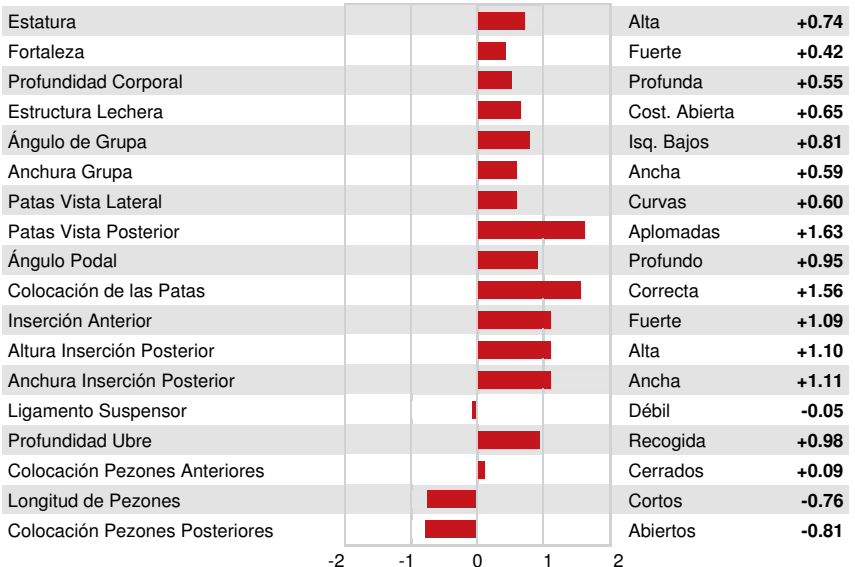 Estatura Alta +0.74
Fortaleza Fuerte +0.42
Profundidad Corporal Profunda +0.55
Estructura Lechera Cost. Abierta +0.65
Ángulo de Grupa Isq. Bajos +0.81
Anchura Grupa Ancha +0.59
Patas Vista Lateral Curvas +0.60
Patas Vista Posterior Aplomadas +1.63
Ángulo Podal Profundo +0.95
Colocación de las Patas Correcta +1.56
Inserción Anterior Fuerte +1.09
Altura Inserción Posterior Alta +1.10
Anchura Inserción Posterior Ancha +1.11
Ligamento Suspensor Débil -0.05
Profundidad Ubre Recogida +0.98
Colocación Pezones Anteriores Cerrados +0.09
Longitud de Pezones Cortos -0.76
Colocación Pezones Posteriores Abiertos -0.81
-2 -1 0 1 2